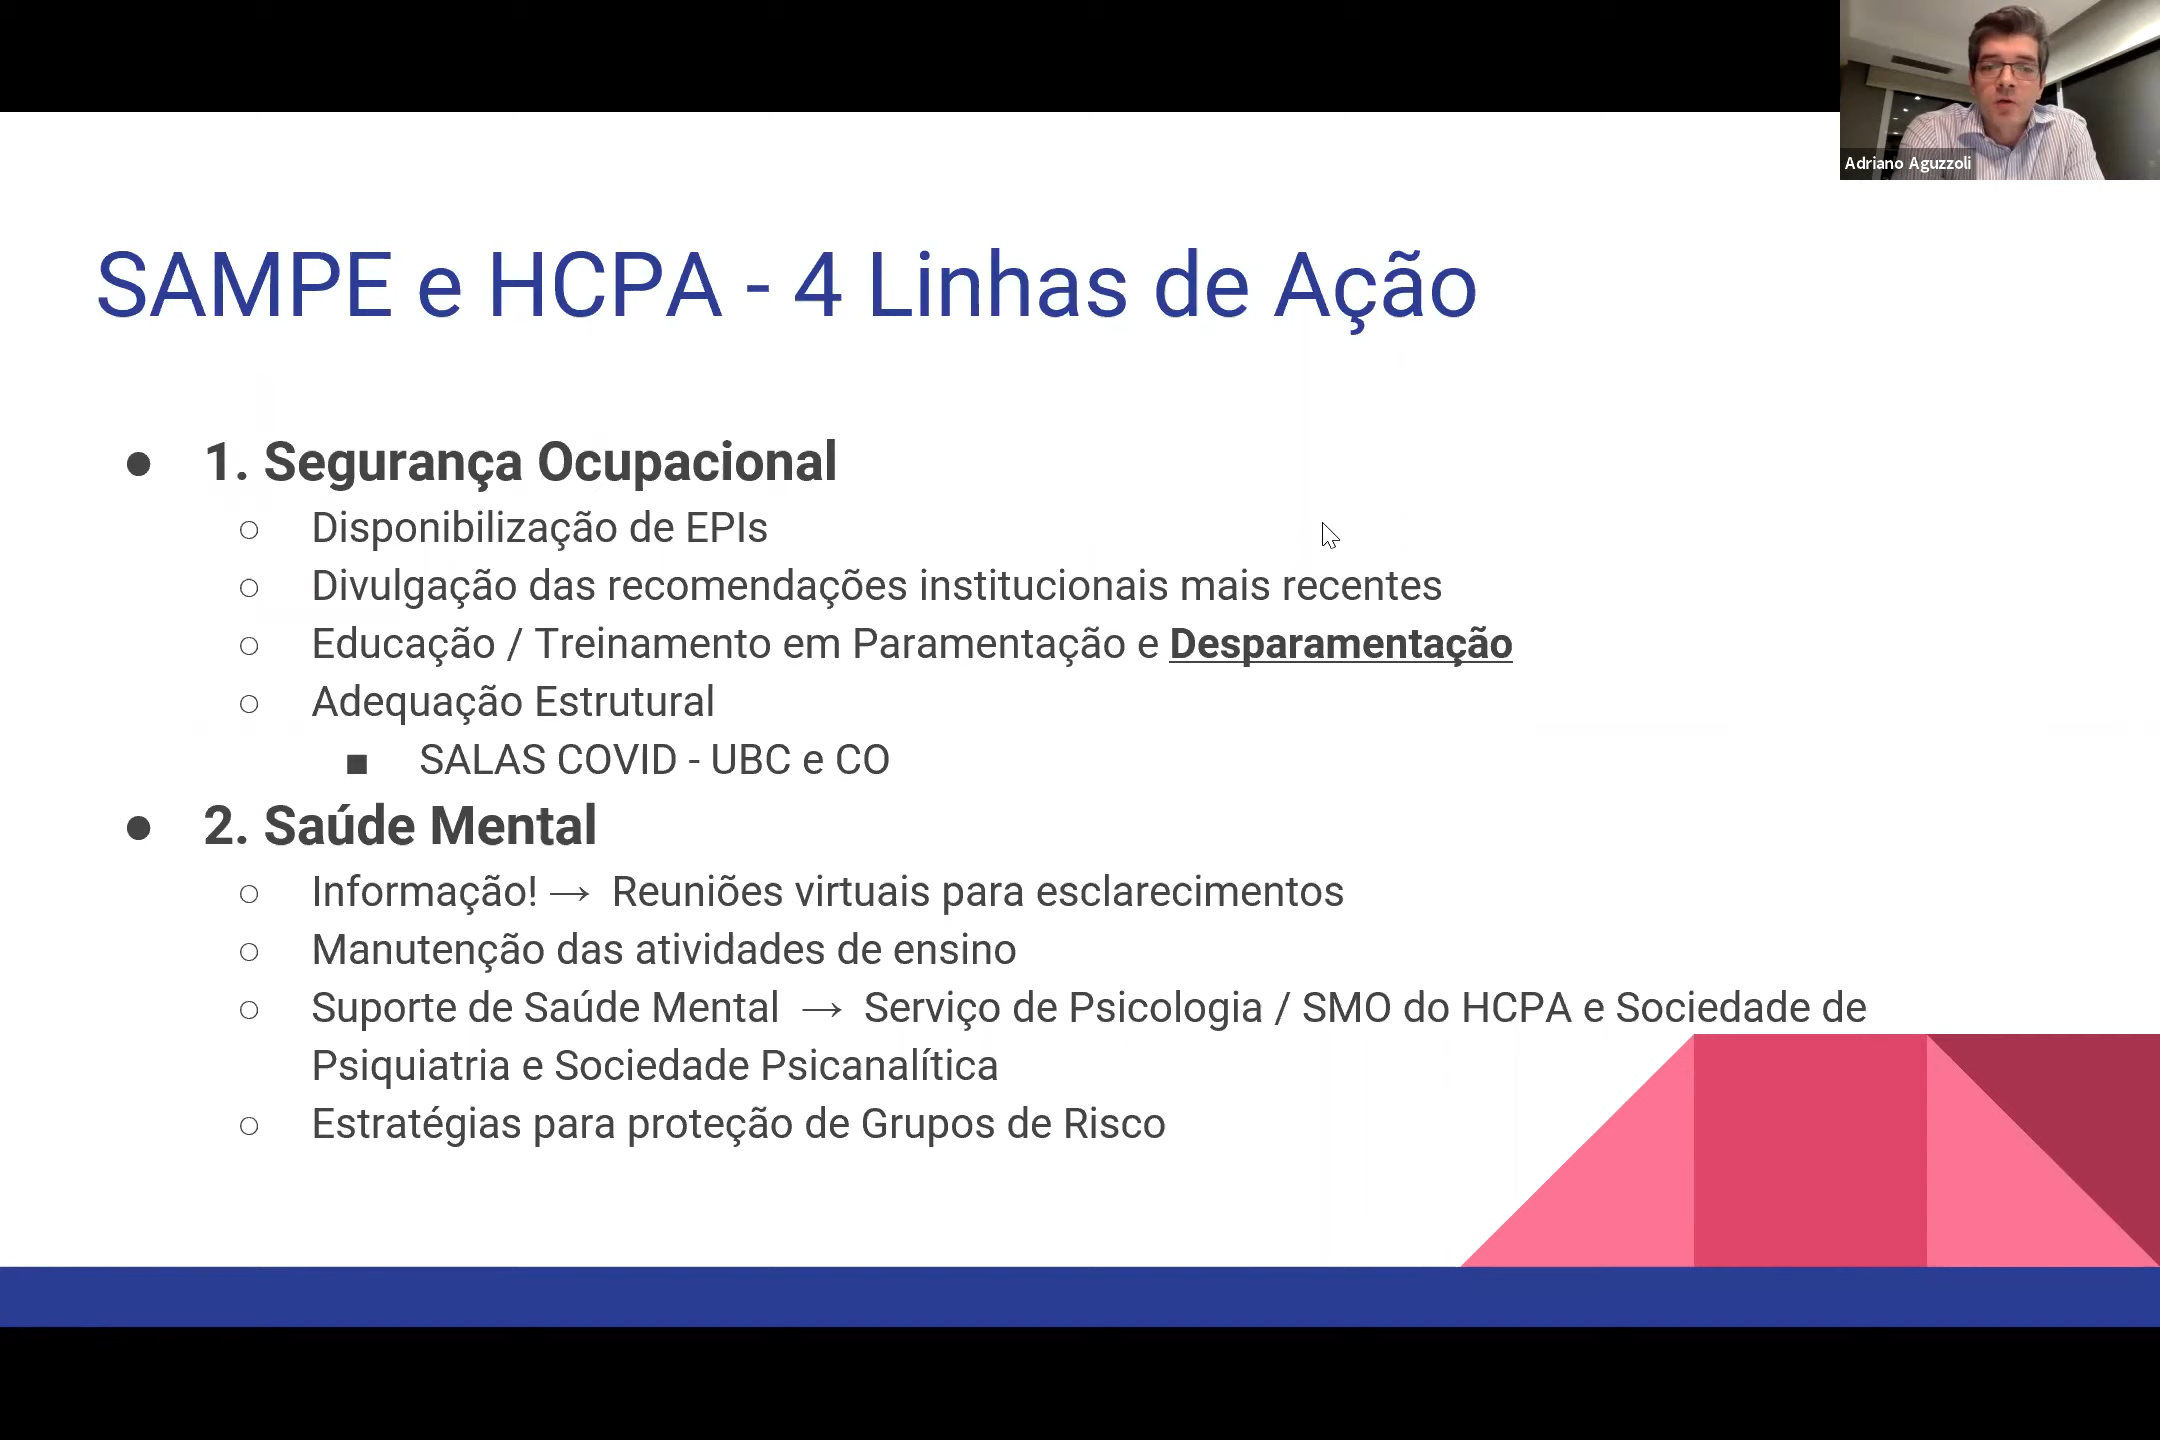 Adriano Aguzzoli
SAMPE e HCPA - 4 Linhas de Ação
● 1. Segurança Ocupacional
○ Disponibilização de EPIs
○ Divulgação das recomendações institucionais mais recentes
○ Educação / Treinamento em Paramentação e Desparamentação
○ Adequação Estrutural
■ SALAS COVID - UBC e CO
● 2. Saúde Mental
○ Informação! → Reuniões virtuais para esclarecimentos
○ Manutenção das atividades de ensino
○ Suporte de Saúde Mental → Serviço de Psicologia / SMO do HCPA e Sociedade de
Psiquiatria e Sociedade Psicanalítica
○ Estratégias para proteção de Grupos de Risco